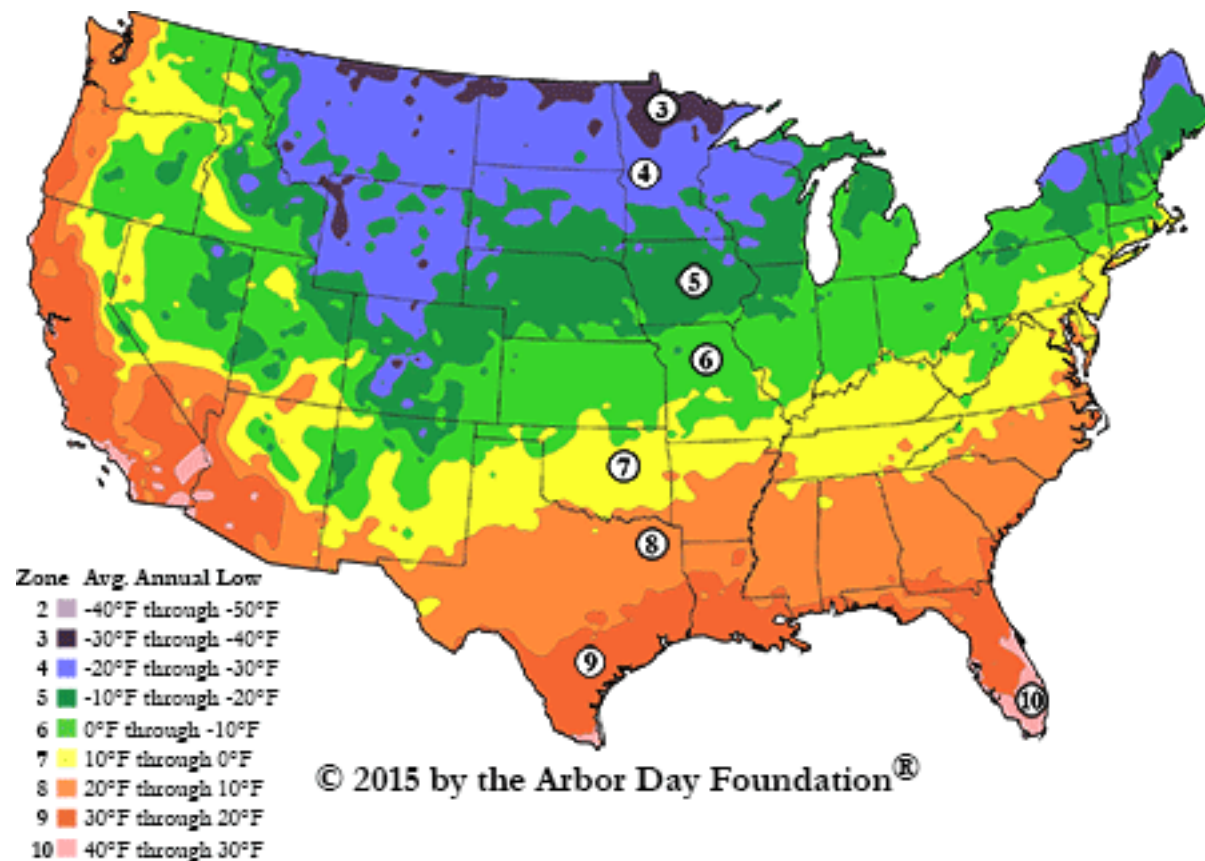 3
4
5
6
7
8
9
10
Zone Avg. Annual Low
2 -40°F through -50°F
3 -30°F through -40°F
4 -20°F through -30°F
5 -10°F through -20°F
6 0°F through -10°F
7 10°F through 0°F
8 20°F through 10°F
9 30°F through 20°F
10 40°F through 30°F
© 2015 by the Arbor Day Foundation®